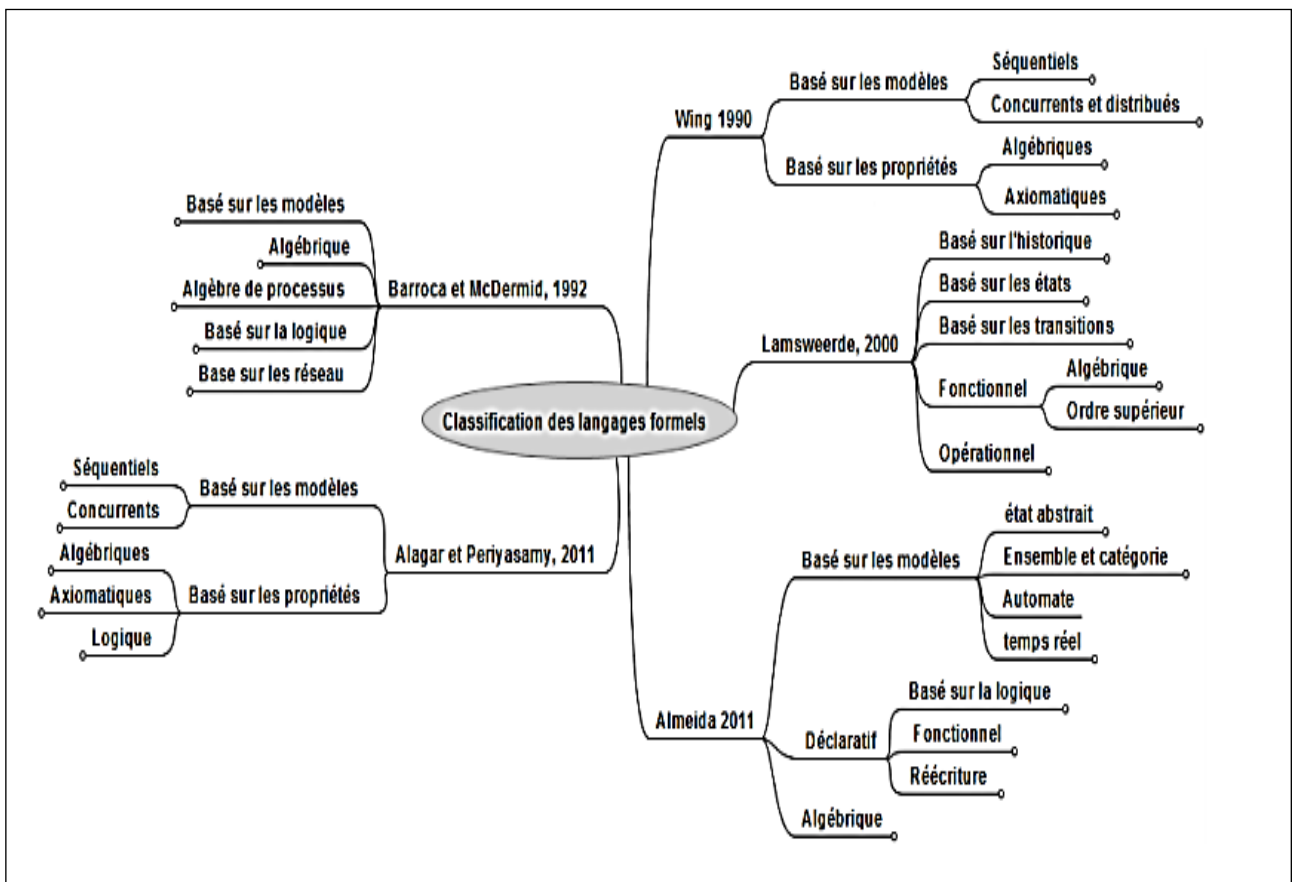 Classification des langages formels
Wing 1990
Basé sur les modèles
Séquentiels
Concurrents et distribués
Basé sur les propriétés
Algébriques
Axiomatiques
Lamsweerde, 2000
Basé sur l'historique
Basé sur les états
Basé sur les transitions
Fonctionnel
Algébrique
Ordre supérieur
Opérationnel
Almeida 2011
Basé sur les modèles
état abstrait
Ensemble et catégorie
Automate
temps réel
Déclaratif
Basé sur la logique
Fonctionnel
Réécriture
Algébrique
Barroca et McDermid, 1992
Basé sur les modèles
Algébrique
Algèbre de processus
Basé sur la logique
Base sur les réseau
Alagar et Periyasamy, 2011
Basé sur les modèles
Séquentiels
Concurrents
Basé sur les propriétés
Algébriques
Axiomatiques
Logique